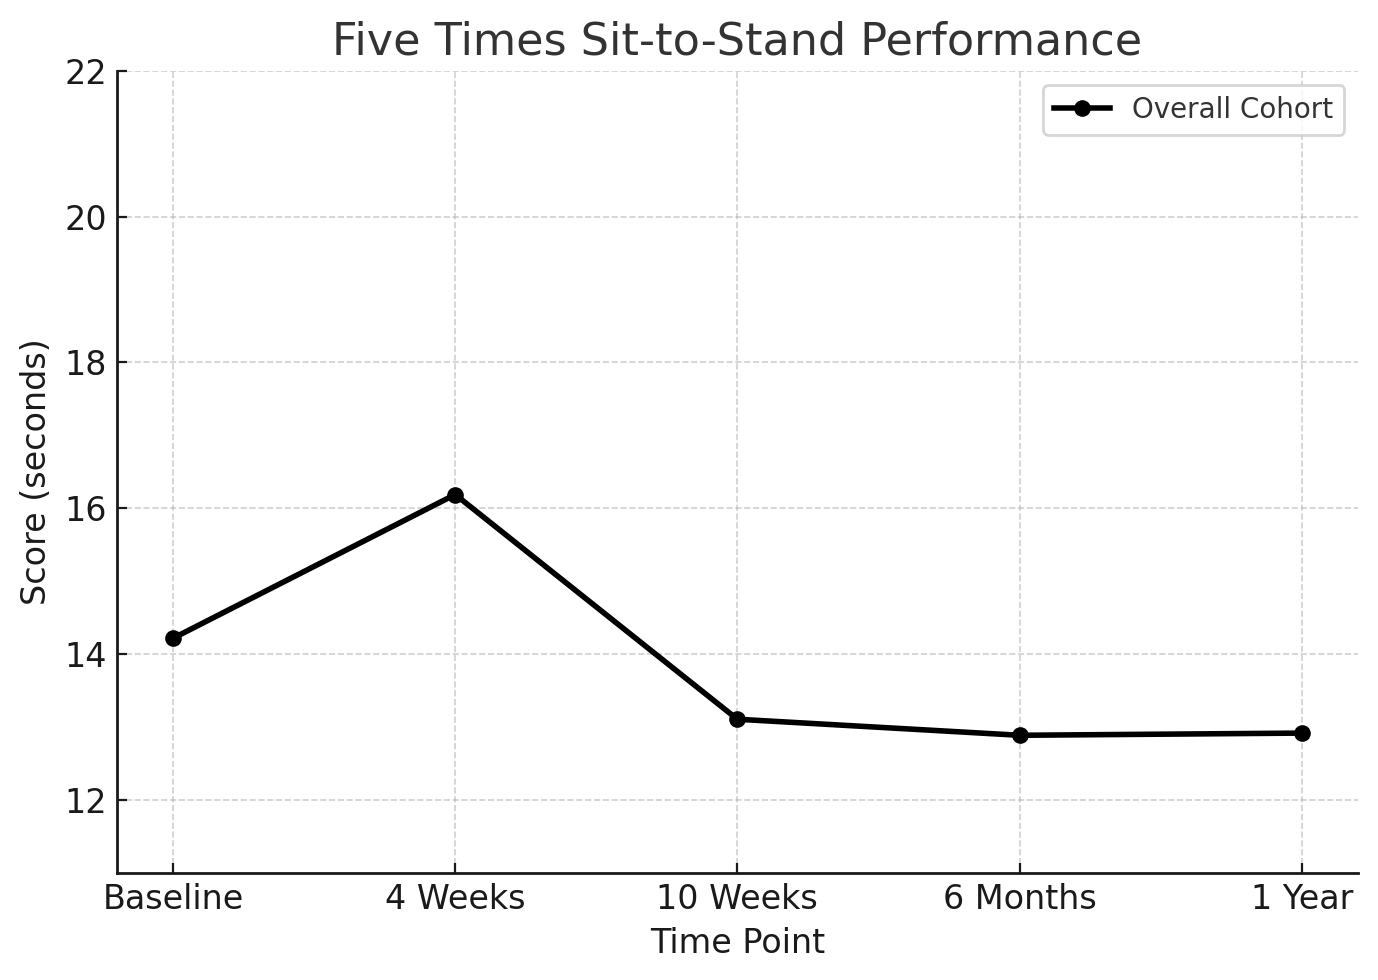 Five Times Sit-to-Stand Performance
Overall Cohort
Score (seconds)
22
20
18
16
14
12
Baseline
4 Weeks
10 Weeks
6 Months
1 Year
Time Point